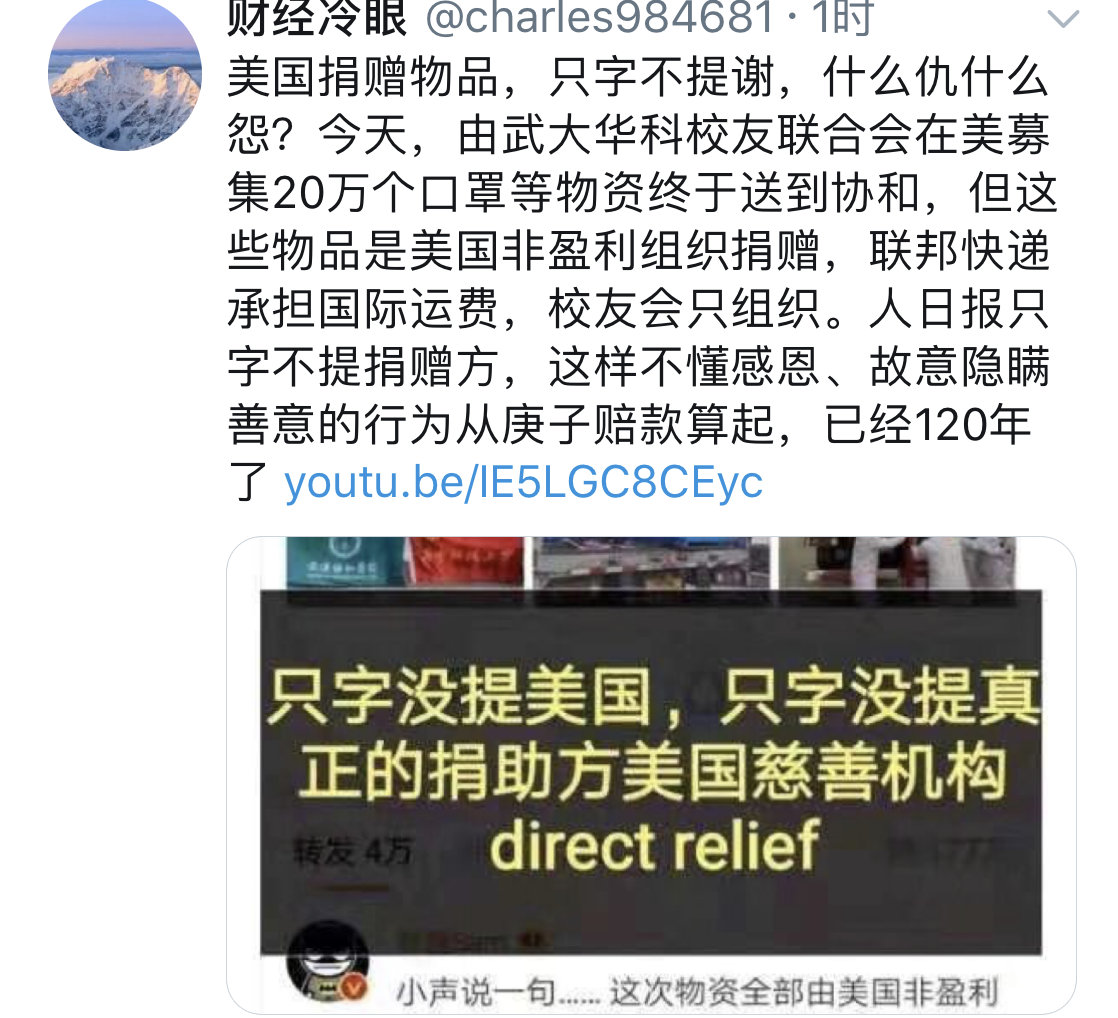 财经冷眼 @charles984681 · 1时
美国捐赠物品，只字不提谢，什么仇什么
怨？今天，由武大华科校友联合会在美募
集20万个口罩等物资终于送到协和，但这
些物品是美国非盈利组织捐赠，联邦快递
承担国际运费，校友会只组织。人日报只
字不提捐赠方，这样不懂感恩、故意隐瞒
善意的行为从庚子赔款算起，已经120年
了 youtu.be/lE5LGC8CEyc
只字没提美国，只字没提真
正的捐助方美国慈善机构
direct relief
转发 4万
小声说一句…… 这次物资全部由美国非盈利